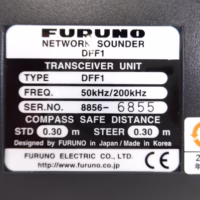 FURUNO
NETWORK SOUNDER
DFF1
TRANSCEIVER UNIT
TYPE DFF1
FREQ. 50kHz/200kHz
SER.NO. 8856-6855
COMPASS SAFE DISTANCE
STD 0.30 m STEER 0.30 m
Designed by FURUNO in Japan / Made in
FURUNO ELECTRIC CO., LTD.
http://www.furuno.co.jp
CE